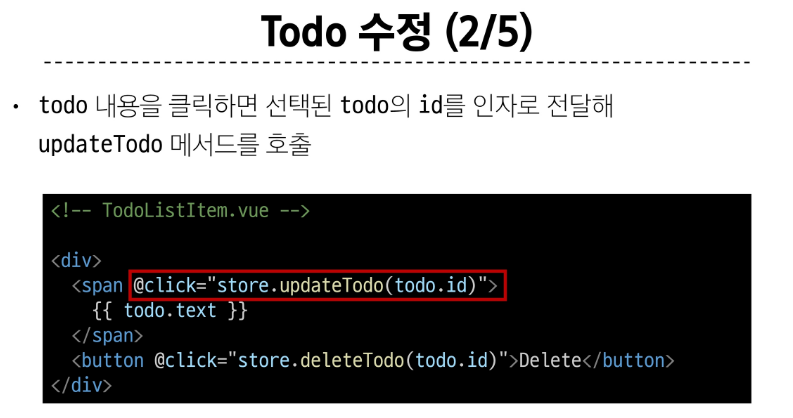 Todo 수정 (2/5)
• todo 내용을 클릭하면 선택된 todo의 id를 인자로 전달해
updateTodo 메서드를 호출
<!-- TodoListItem.vue -->
<div>
  <span @click="store.updateTodo(todo.id)">
    {{ todo.text }}
  </span>
  <button @click="store.deleteTodo(todo.id)">Delete</button>
</div>